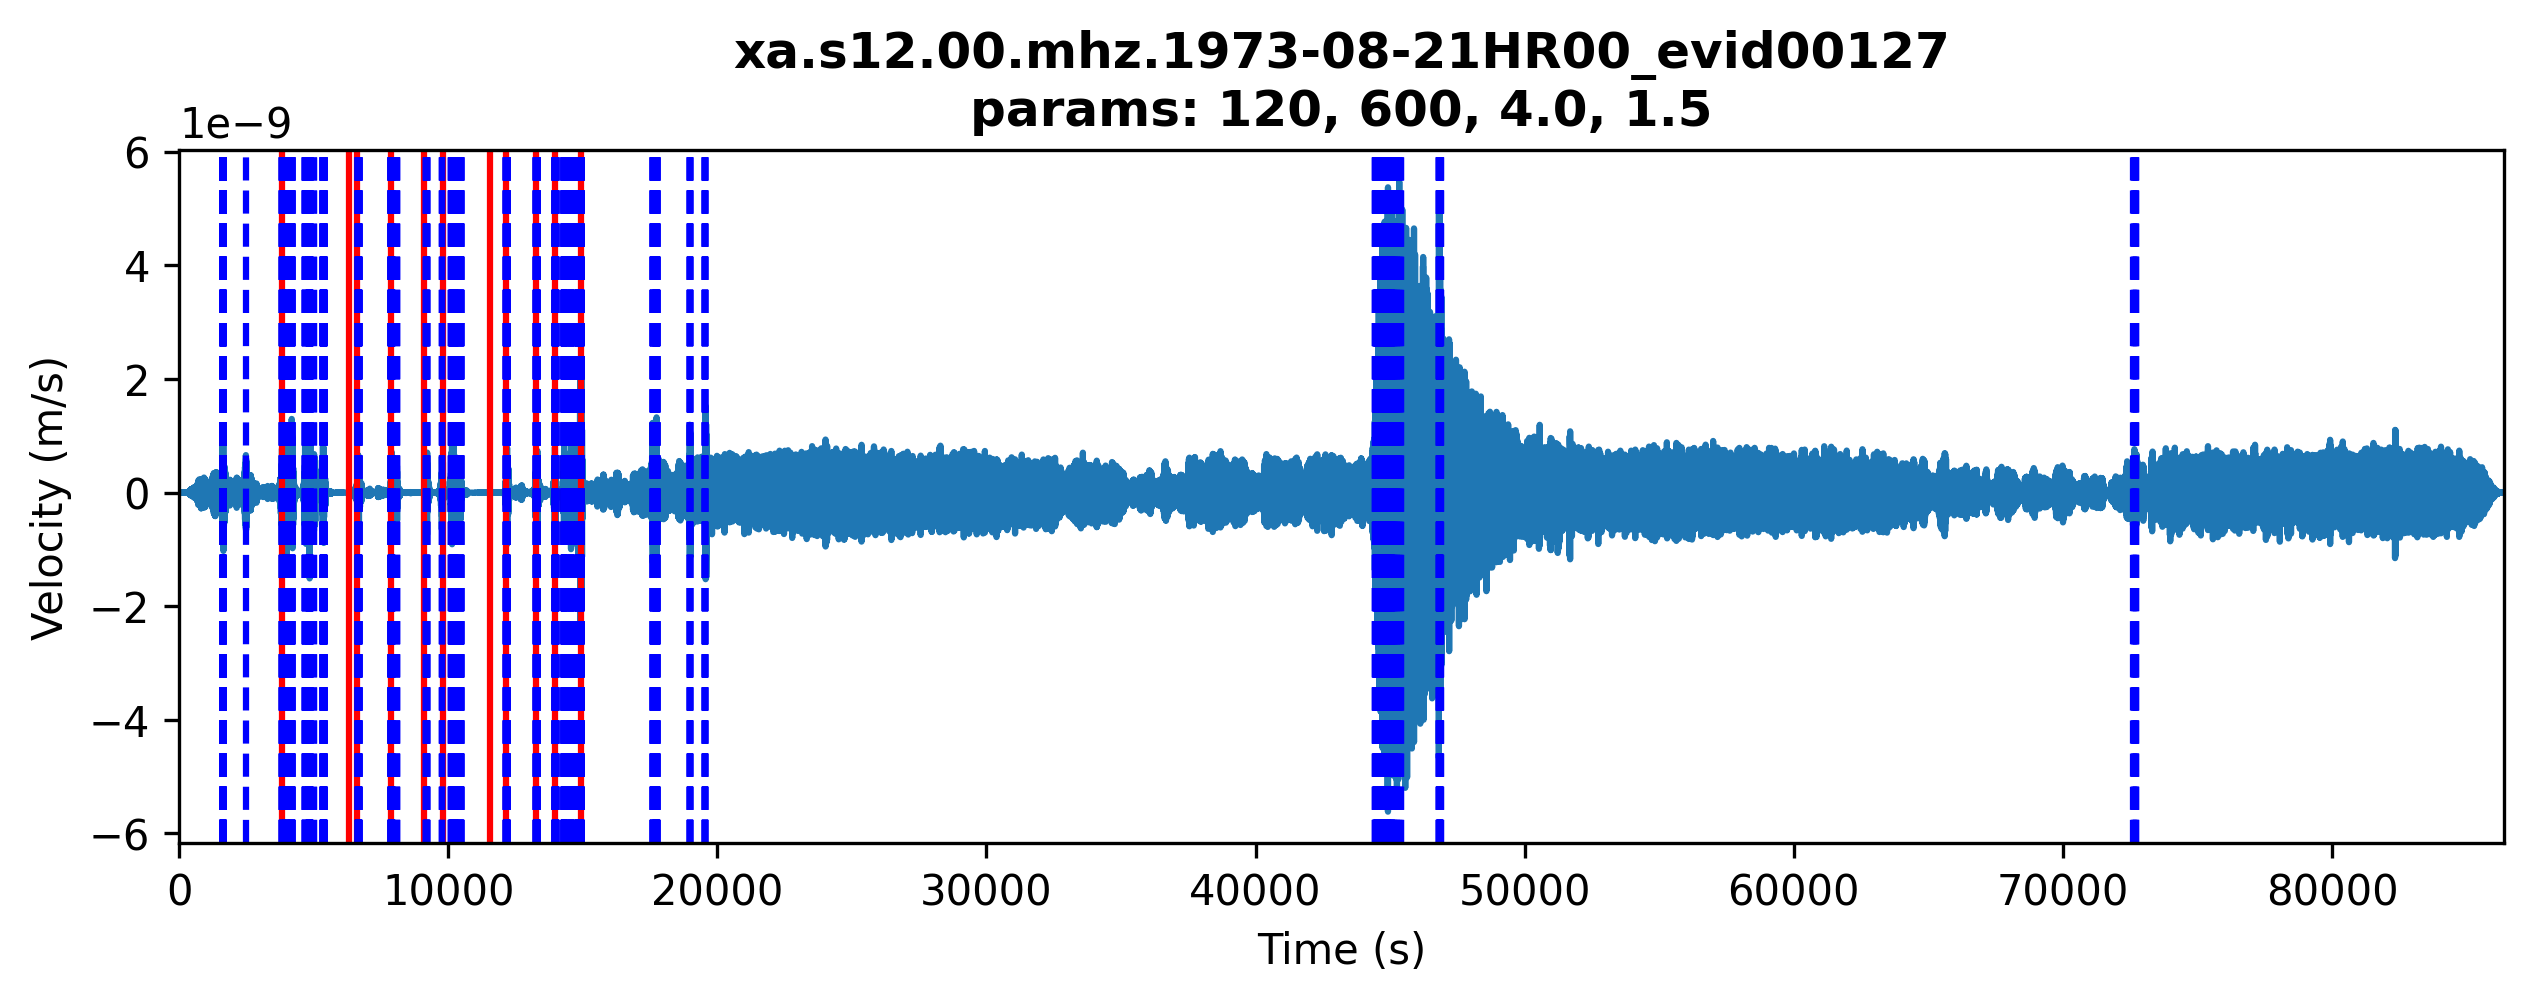 xa.s12.00.mhz.1973-08-21HR00_evid00127
params: 120, 600, 4.0, 1.5
1e−9
6
4
2
0
−2
−4
−6
Velocity (m/s)
0 10000 20000 30000 40000 50000 60000 70000 80000
Time (s)